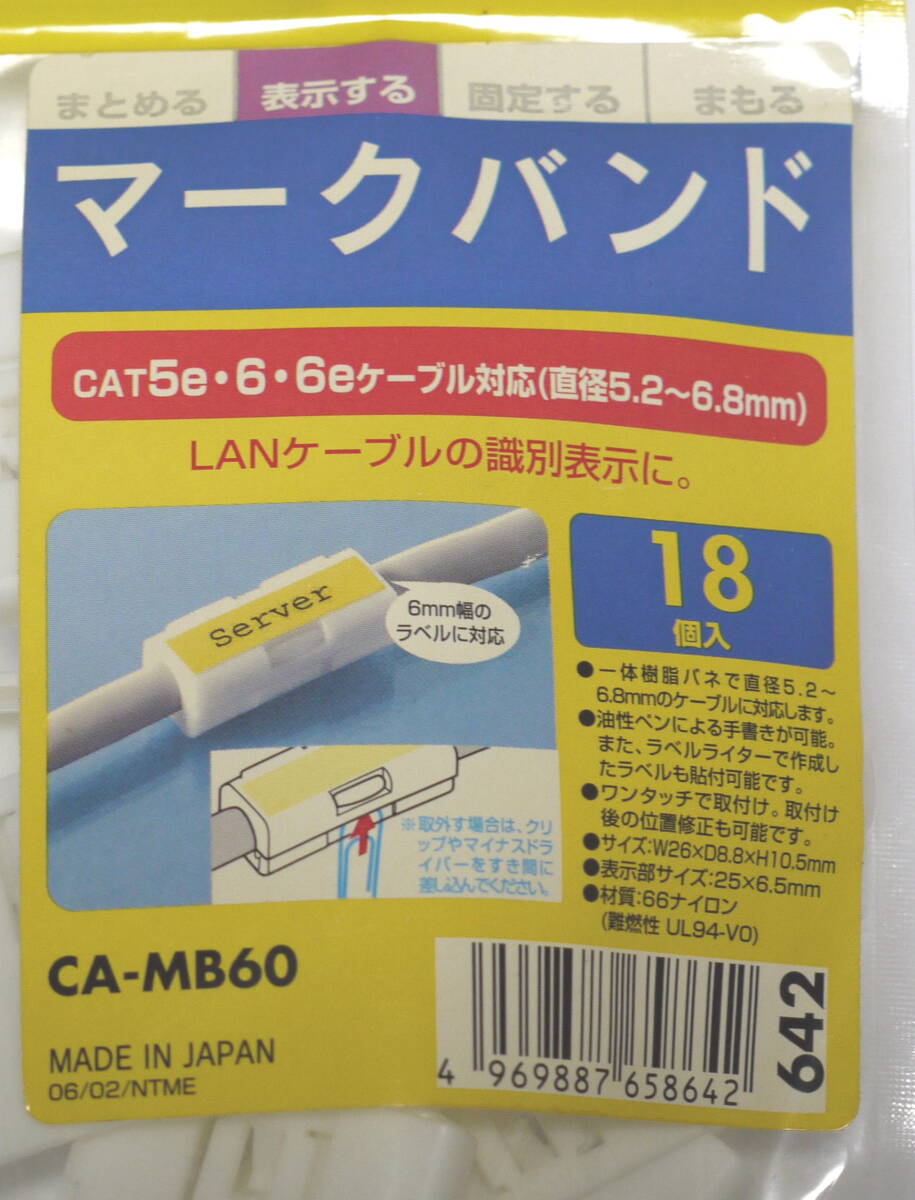 まとめる 表示する 固定する まもる
マークバンド
CAT5e・6・6eケーブル対応(直径5.2〜6.8mm)
LANケーブルの識別表示に。
Server
6mm幅の
ラベルに対応
※取外す場合は、クリ
ップやマイナスドラ
イバーをすき間に
差し込んでください。
18
個入
●一体樹脂バネで直径5.2〜
6.8mmのケーブルに対応します。
●油性ペンによる手書きが可能。
また、ラベルライターで作成し
たラベルも貼付可能です。
●ワンタッチで取付け。取付け
後の位置修正も可能です。
●サイズ:W26×D8.8×H10.5mm
●表示部サイズ:25×6.5mm
●材質:66ナイロン
(難燃性 UL94-V0)
CA-MB60
MADE IN JAPAN
06/02/NTME
4 969887 658642
642